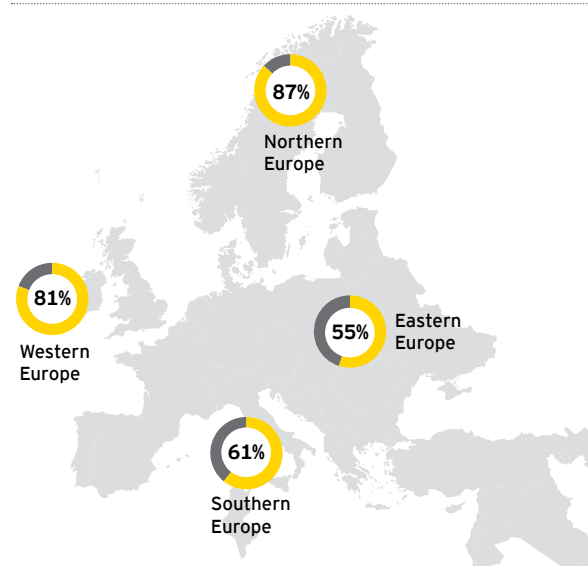 87%
Northern
Europe
81%
Western
Europe
55%
Eastern
Europe
61%
Southern
Europe